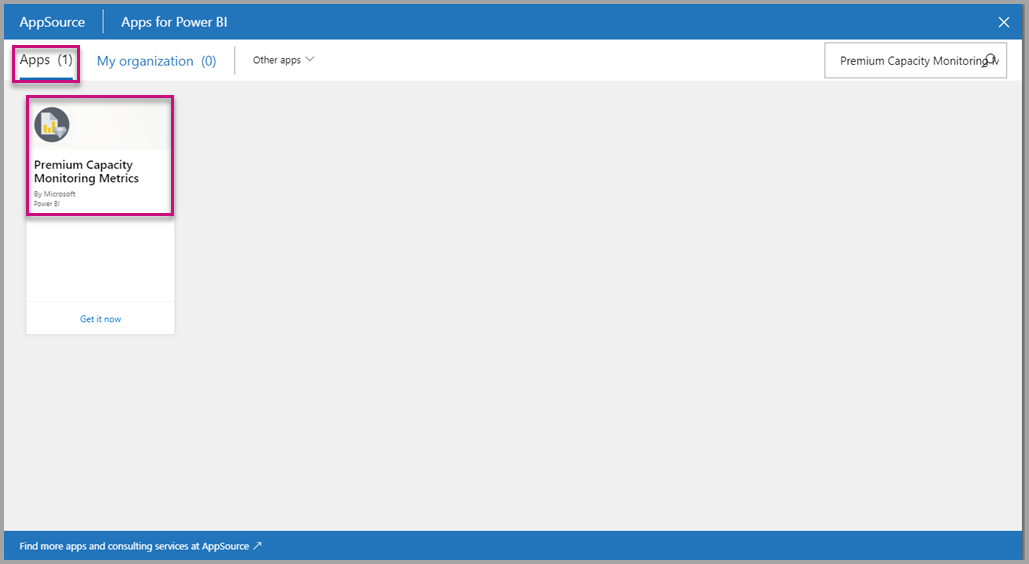 AppSource
Apps for Power BI
Apps (1)
My organization (0)
Other apps
Premium Capacity Monitoring M
Premium Capacity
Monitoring Metrics
By Microsoft
Power BI
Get it now
Find more apps and consulting services at AppSource